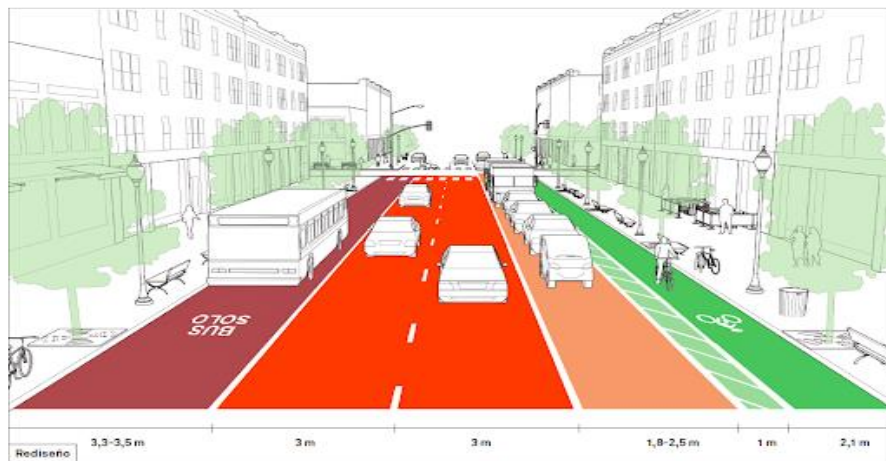 BUS
SOLO
3,3-3,5 m
3 m
3 m
1,8-2,5 m
1 m
2,1 m
Rediseño